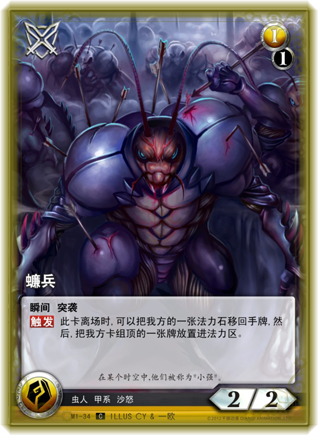 1
1
蠊兵
瞬间 突袭
触发 此卡离场时,可以把我方的一张法力石移回手牌,然
后,把我方卡组顶的一张牌放置进法力区。
在某个时空中,他们被称为“小强”。
虫人 甲系 沙怒
2/2
W1-94 C ILLUS CY & 一欧